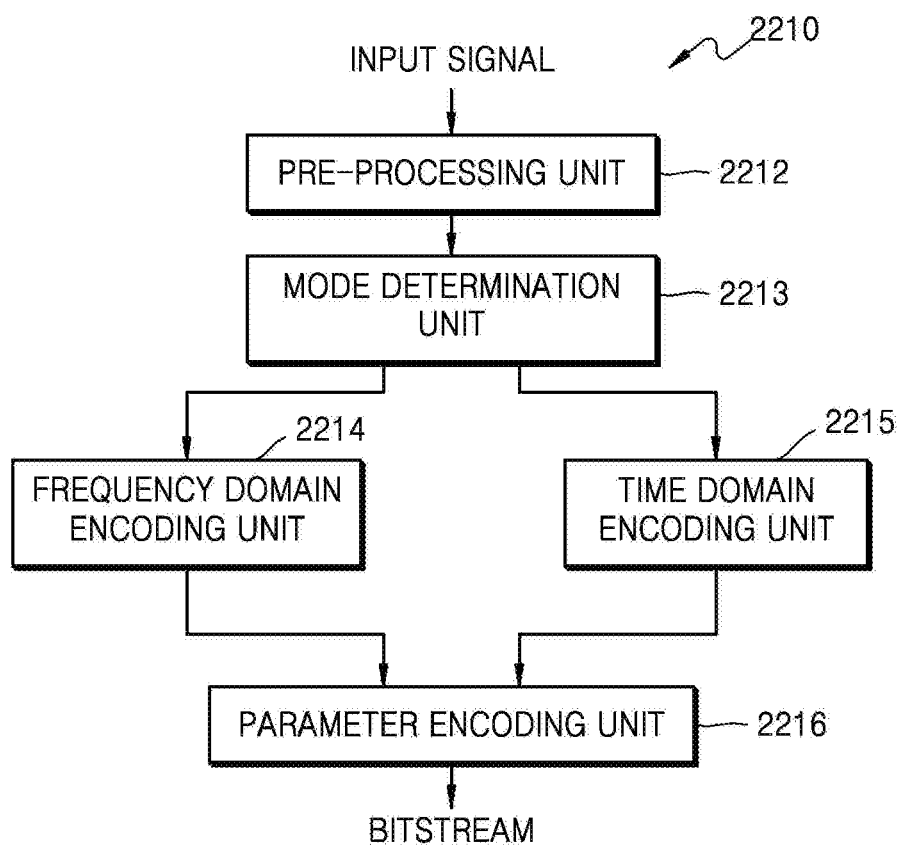 2210
INPUT SIGNAL
PRE-PROCESSING UNIT
2212
MODE DETERMINATION
UNIT
2213
2214
FREQUENCY DOMAIN
ENCODING UNIT
2215
TIME DOMAIN
ENCODING UNIT
PARAMETER ENCODING UNIT
2216
BITSTREAM